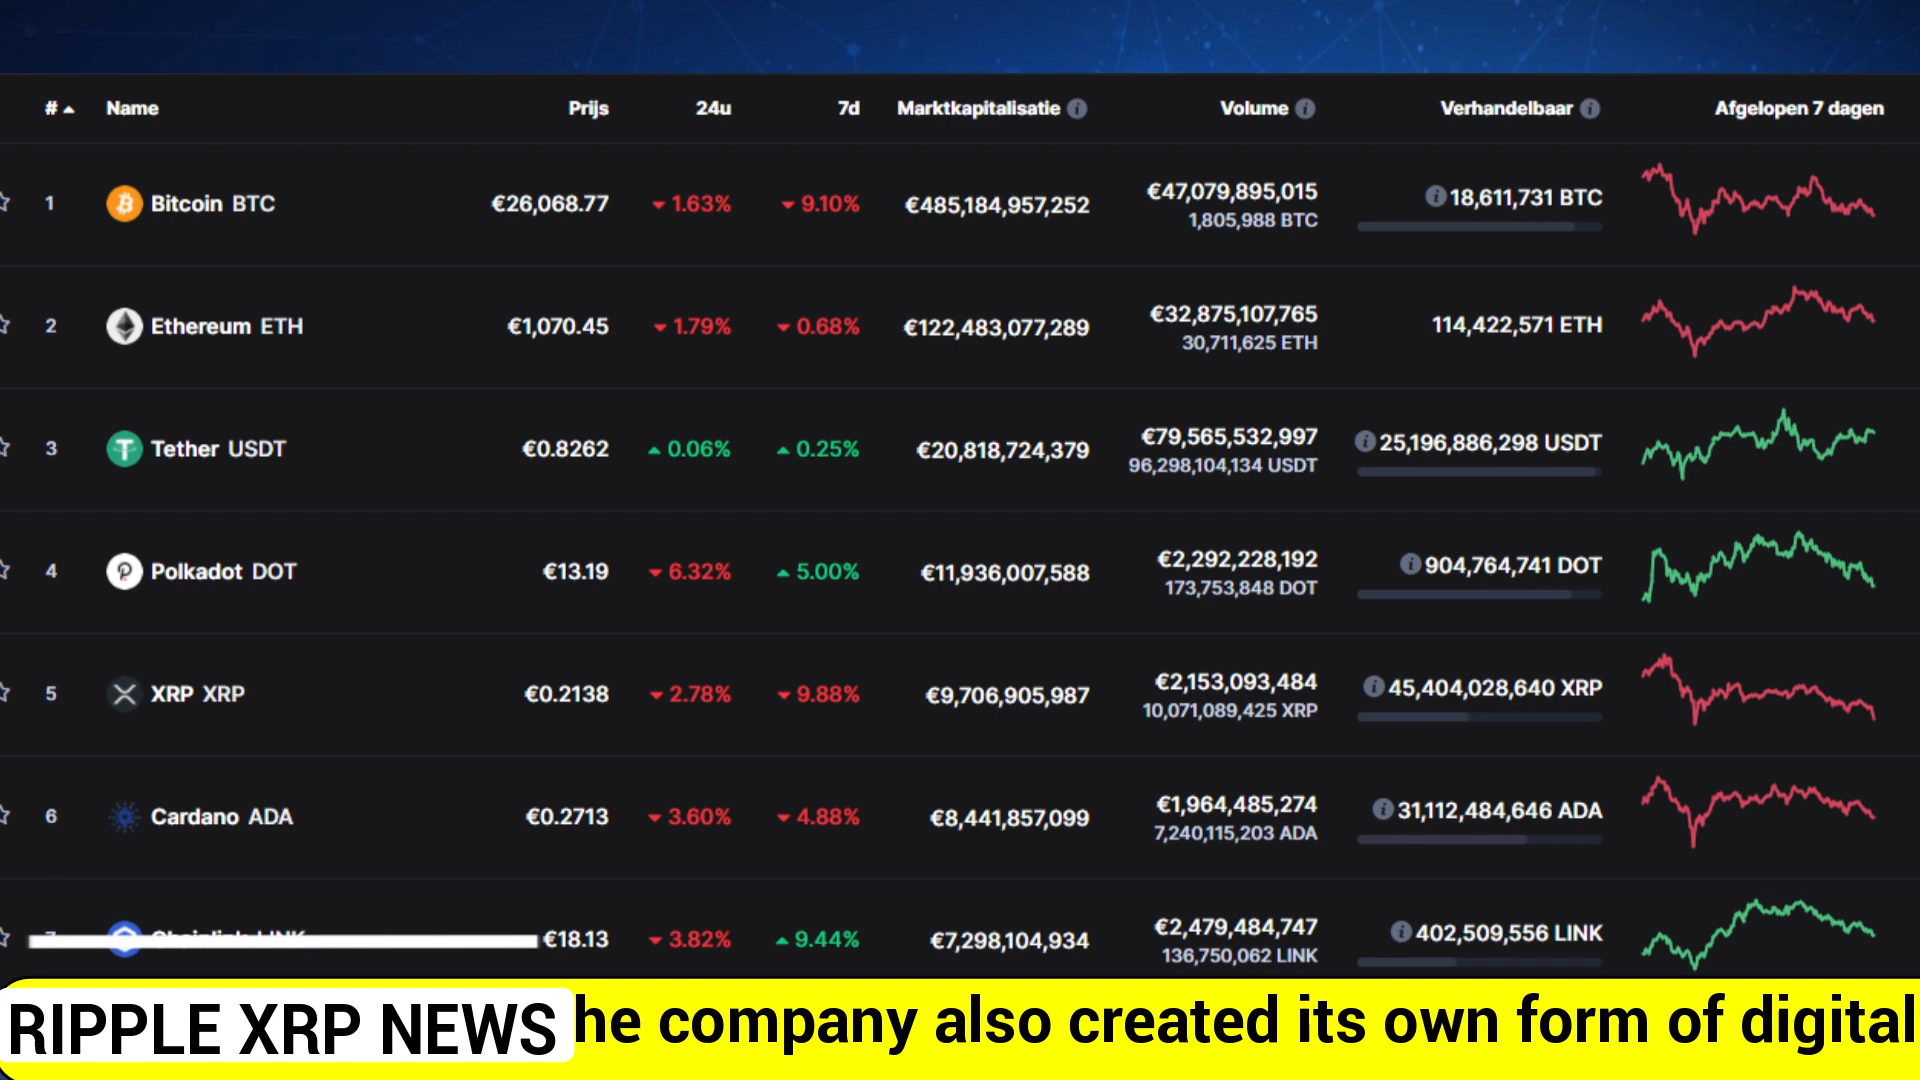 # Name Prijs 24u 7d Marktkapitalisatie Volume Verhandelbaar Afgelopen 7 dagen
1 Bitcoin BTC €26,068.77 1.63% 9.10% €485,184,957,252 €47,079,895,015 18,611,731 BTC
1,805,988 BTC
2 Ethereum ETH €1,070.45 1.79% 0.68% €122,483,077,289 €32,875,107,765 114,422,571 ETH
30,711,625 ETH
3 Tether USDT €0.8262 0.06% 0.25% €20,818,724,379 €79,565,532,997 25,196,886,298 USDT
96,298,104,134 USDT
4 Polkadot DOT €13.19 6.32% 5.00% €11,936,007,588 €2,292,228,192 904,764,741 DOT
173,753,848 DOT
5 XRP XRP €0.2138 2.78% 9.88% €9,706,905,987 €2,153,093,484 45,404,028,640 XRP
10,071,089,425 XRP
6 Cardano ADA €0.2713 3.60% 4.88% €8,441,857,099 €1,964,485,274 31,112,484,646 ADA
7,240,115,203 ADA
Chainlink LINK €18.13 3.82% 9.44% €7,298,104,934 €2,479,484,747 402,509,556 LINK
136,750,062 LINK
RIPPLE XRP NEWS he company also created its own form of digital